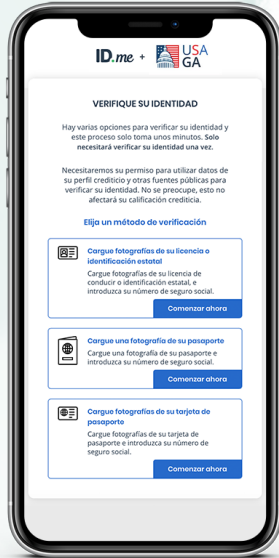 ID.me + USA
GA
VERIFIQUE SU IDENTIDAD
Hay varias opciones para verificar su identidad y
este proceso solo toma unos minutos. Solo
necesitará verificar su identidad una vez.
Necesitaremos su permiso para utilizar datos de
su perfil crediticio y otras fuentes públicas para
verificar su identidad. No se preocupe, esto no
afectará su calificación crediticia.
Elija un método de verificación
Cargue fotografías de su licencia o
identificación estatal
Cargue fotografías de su licencia de
conducir o identificación estatal, e
introduzca su número de seguro social.
Comenzar ahora
Cargue una fotografía de su pasaporte
Cargue una fotografía de su pasaporte e
introduzca su número de seguro social.
Comenzar ahora
Cargue fotografías de su tarjeta de
pasaporte
Cargue fotografías de su tarjeta de
pasaporte e introduzca su número de
seguro social.
Comenzar ahora